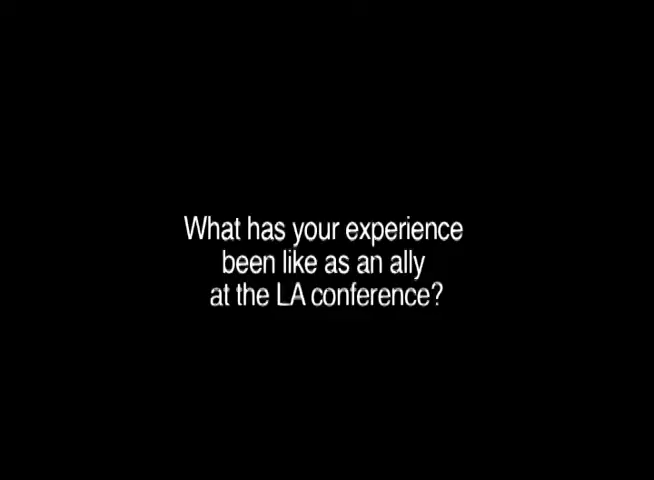 What has your experience
been like as an ally
at the LA conference?